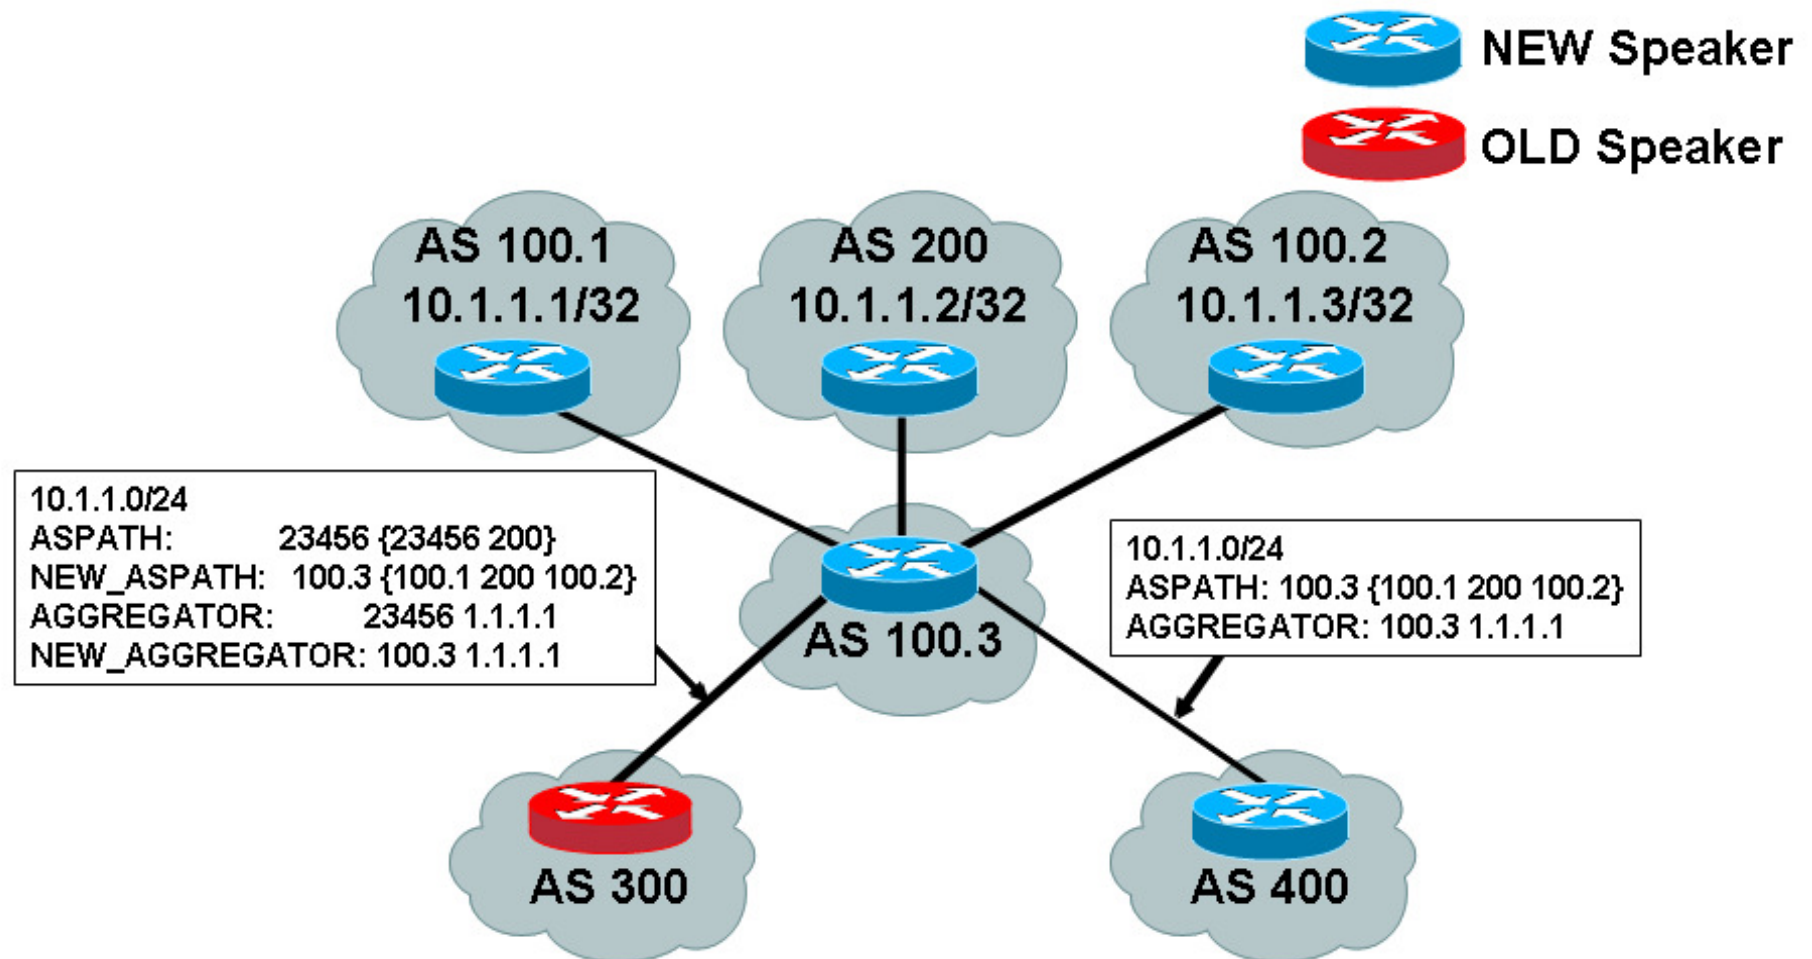 NEW Speaker
OLD Speaker
AS 100.1
10.1.1.1/32
AS 200
10.1.1.2/32
AS 100.2
10.1.1.3/32
10.1.1.0/24
ASPATH: 23456 {23456 200}
NEW_ASPATH: 100.3 {100.1 200 100.2}
AGGREGATOR: 23456 1.1.1.1
NEW_AGGREGATOR: 100.3 1.1.1.1
10.1.1.0/24
ASPATH: 100.3 {100.1 200 100.2}
AGGREGATOR: 100.3 1.1.1.1
AS 100.3
AS 300
AS 400